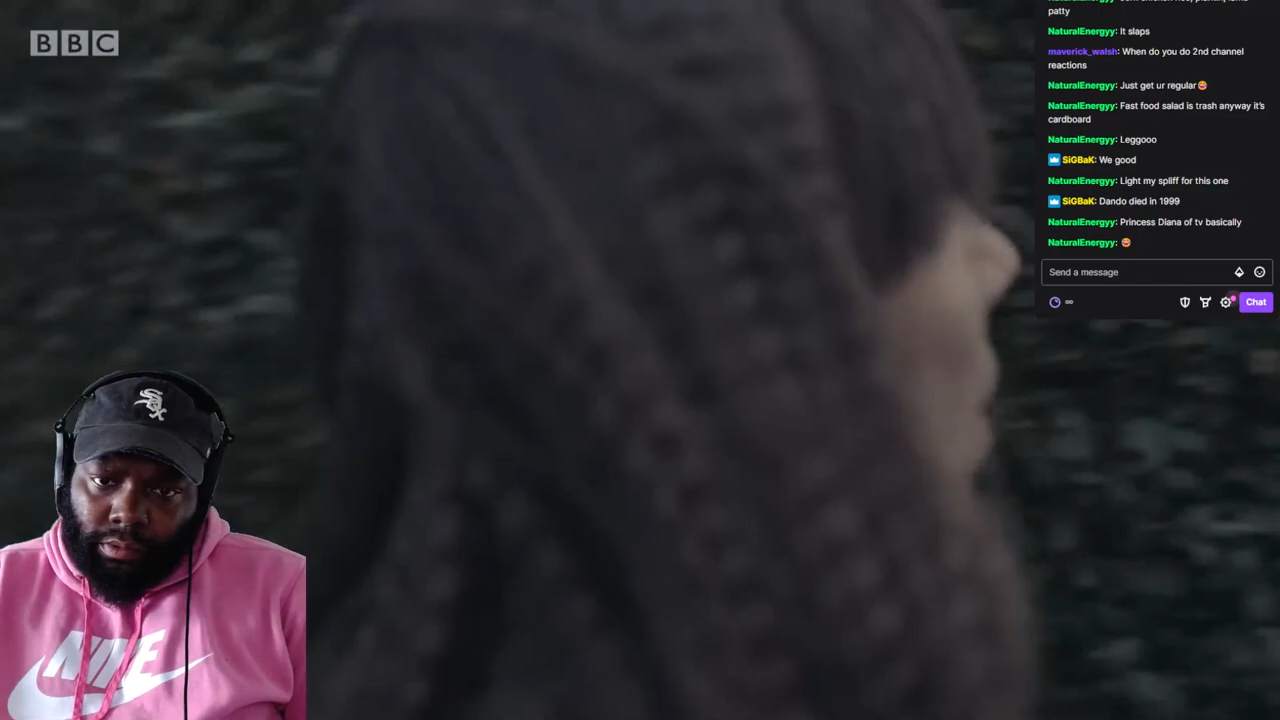 BBC
patty
NaturalEnergyy: It slaps
maverick_walsh: When do you do 2nd channel
reactions
NaturalEnergyy: Just get ur regular🥰
NaturalEnergyy: Fast food salad is trash anyway it's
cardboard
NaturalEnergyy: Leggooo
SiGBaK: We good
NaturalEnergyy: Light my spliff for this one
SiGBaK: Dando died in 1999
NaturalEnergyy: Princess Diana of tv basically
NaturalEnergyy:
Send a message
∞
Chat
Sox
NIKE